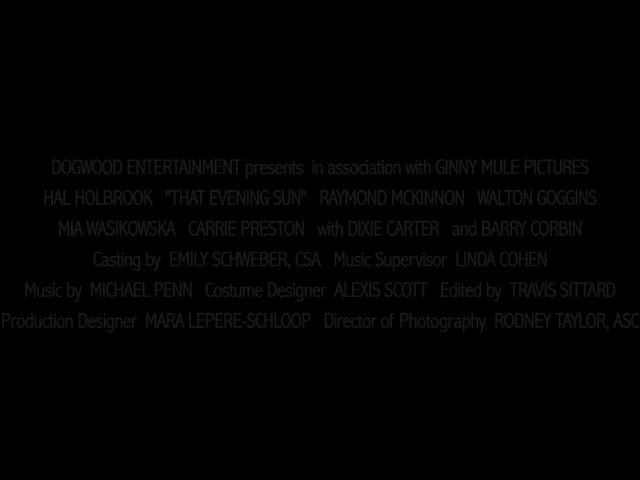 DOGWOOD ENTERTAINMENT presents in association with GINNY MULE PICTURES
HAL HOLBROOK "THAT EVENING SUN" RAYMOND MCKINNON WALTON GOGGINS
MIA WASIKOWSKA CARRIE PRESTON with DIXIE CARTER and BARRY CORBIN
Casting by EMILY SCHWEBER, CSA Music Supervisor LINDA COHEN
Music by MICHAEL PENN Costume Designer ALEXIS SCOTT Edited by TRAVIS SITTARD
Production Designer MARA LEPERE-SCHLOOP Director of Photography RODNEY TAYLOR, ASC